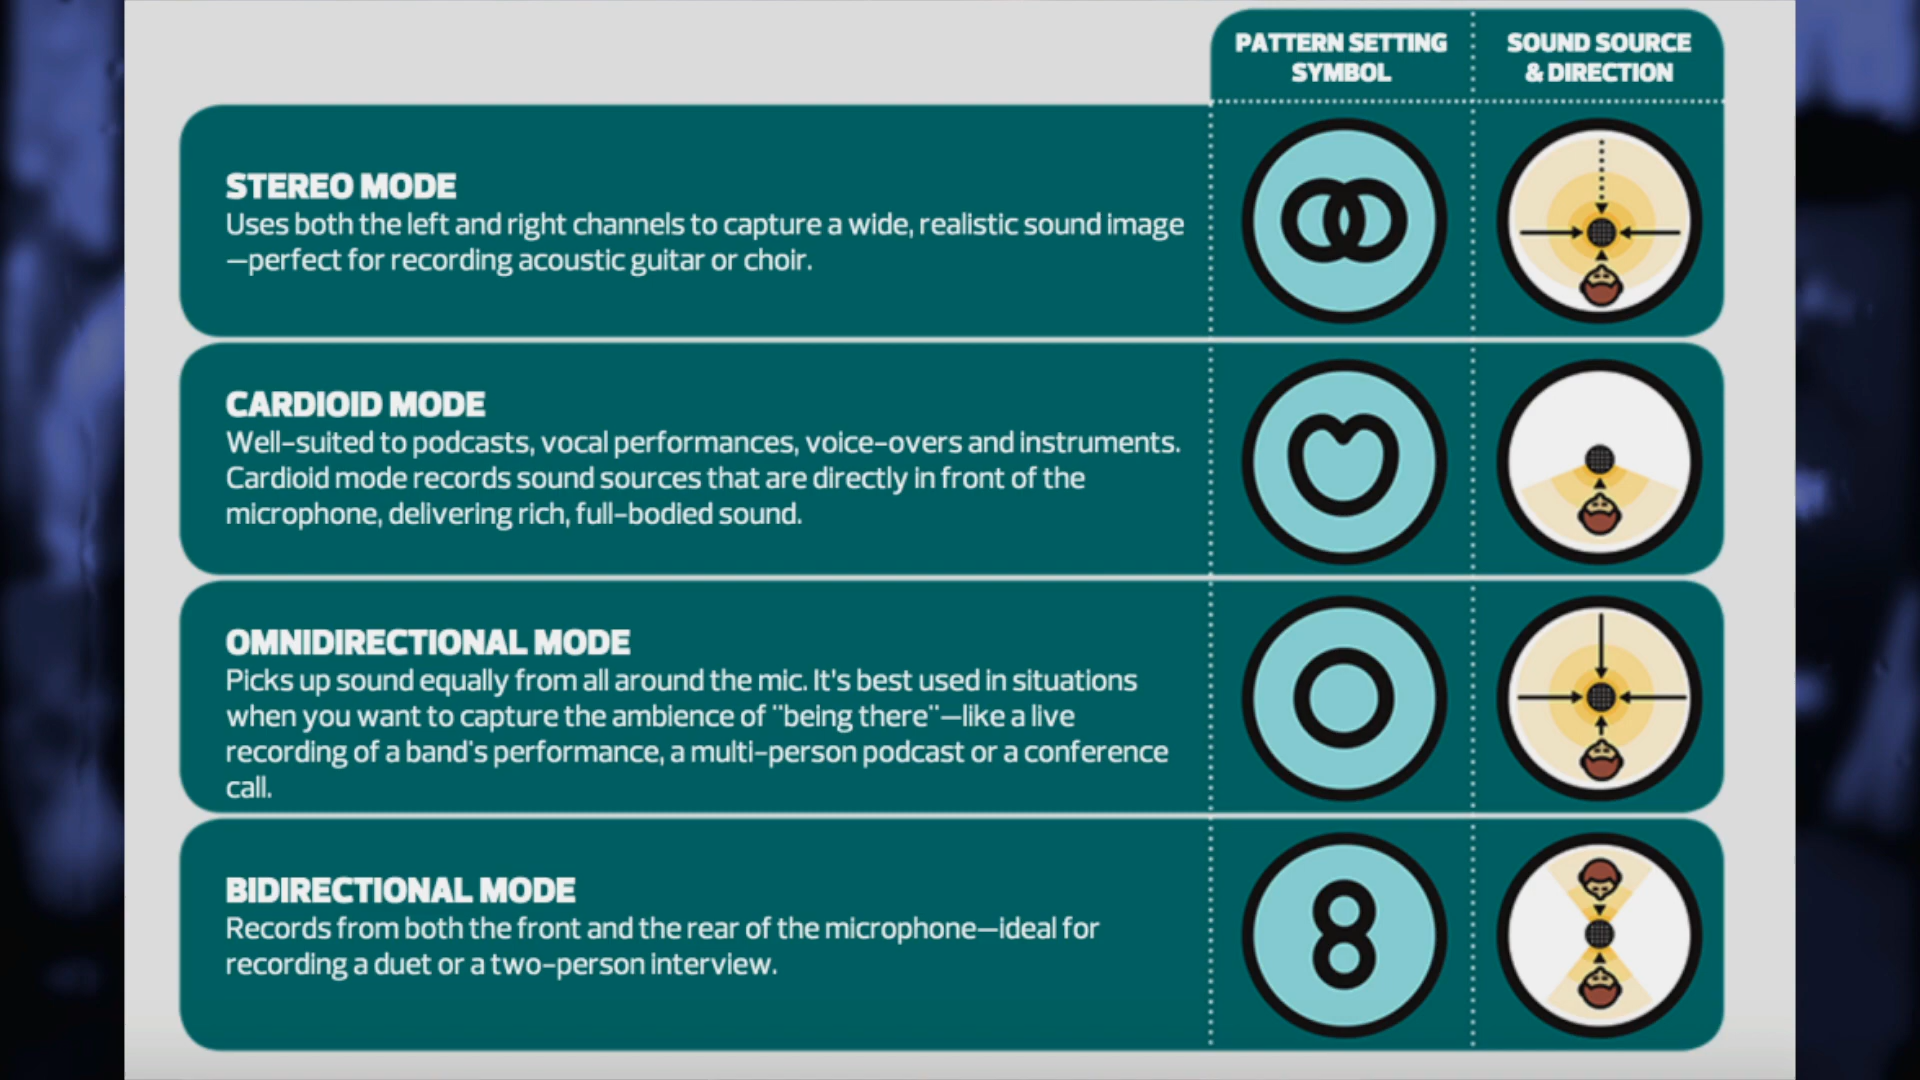 PATTERN SETTING
SYMBOL
SOUND SOURCE
& DIRECTION
STEREO MODE
Uses both the left and right channels to capture a wide, realistic sound image
—perfect for recording acoustic guitar or choir.
CARDIOID MODE
Well-suited to podcasts, vocal performances, voice-overs and instruments.
Cardioid mode records sound sources that are directly in front of the
microphone, delivering rich, full-bodied sound.
OMNIDIRECTIONAL MODE
Picks up sound equally from all around the mic. It's best used in situations
when you want to capture the ambience of "being there"—like a live
recording of a band's performance, a multi-person podcast or a conference
call.
BIDIRECTIONAL MODE
Records from both the front and the rear of the microphone—ideal for
recording a duet or a two-person interview.